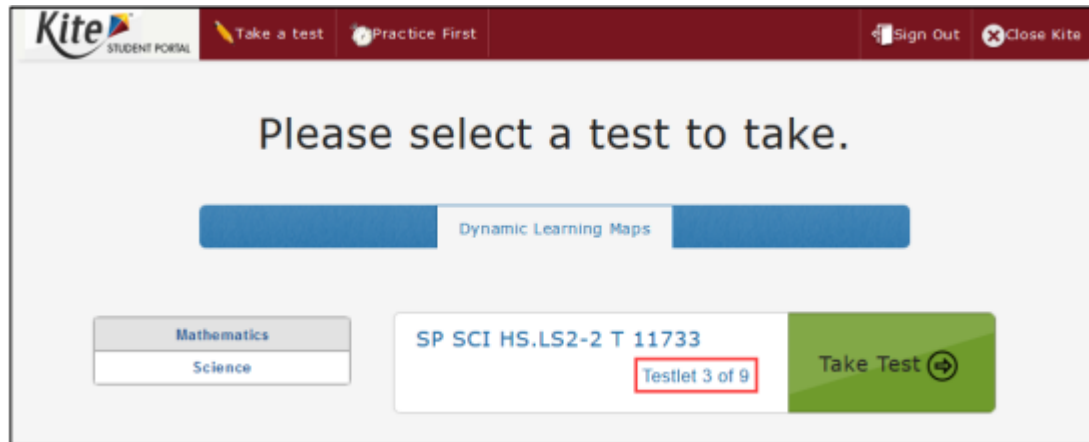 Kite STUDENT PORTAL Take a test Practice First Sign Out Close Kite
Please select a test to take.
Dynamic Learning Maps
Mathematics
Science
SP SCI HS.LS2-2 T 11733
Testlet 3 of 9
Take Test